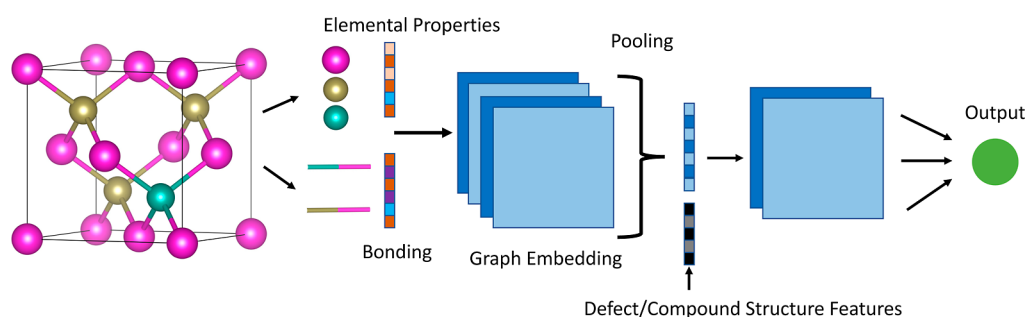 Elemental Properties
Pooling
Output
Bonding
Graph Embedding
Defect/Compound Structure Features